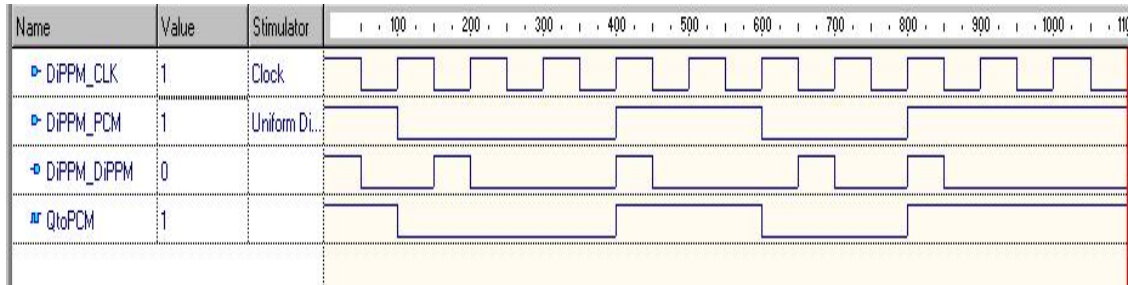 Name Value Stimulator 100 200 300 400 500 600 700 800 900 1000 110
DiPPM_CLK 1 Clock
DiPPM_PCM 1 Uniform Di...
DiPPM_DiPPM 0
QtoPCM 1